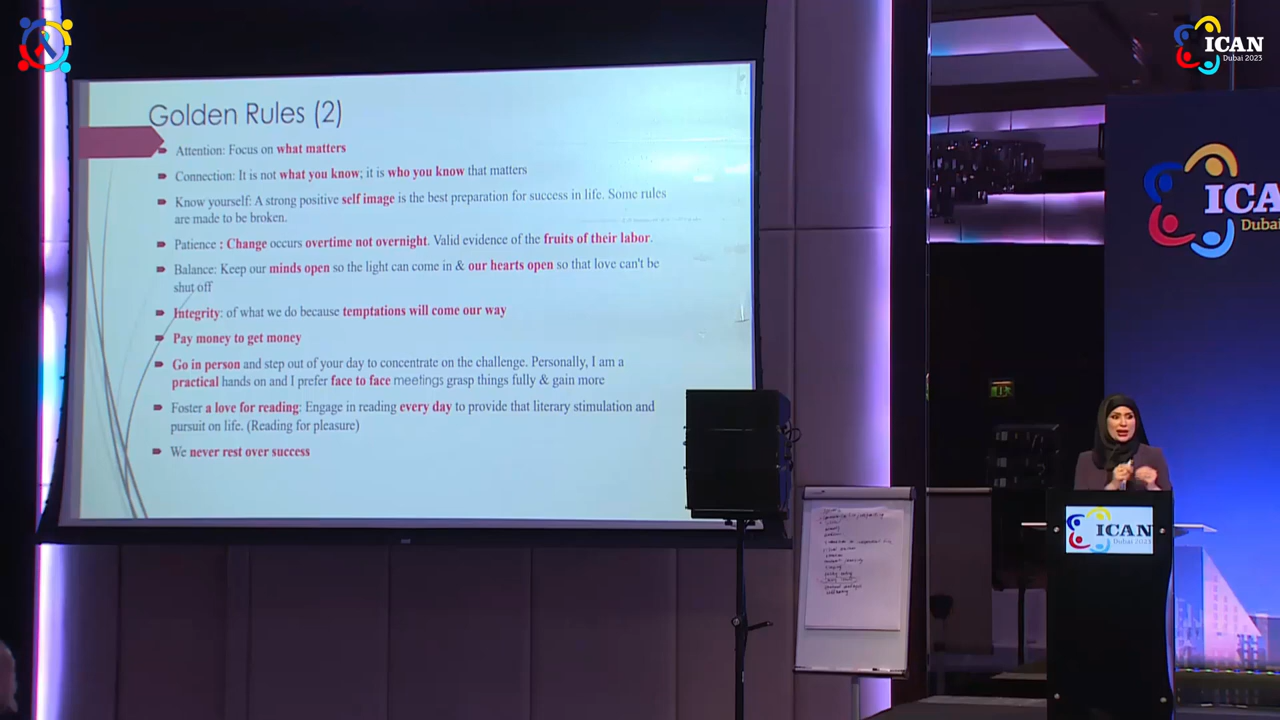 ICAN
Dubai 2023
Golden Rules (2)
Attention: Focus on what matters
Connection: It is not what you know; it is who you know that matters
Know yourself: A strong positive self image is the best preparation for success in life. Some rules
are made to be broken.
Patience : Change occurs overtime not overnight. Valid evidence of the fruits of their labor.
Balance: Keep our minds open so the light can come in & our hearts open so that love can't be
shut off
Integrity: of what we do because temptations will come our way
Pay money to get money
Go in person and step out of your day to concentrate on the challenge. Personally, I am a
practical hands on and I prefer face to face meetings grasp things fully & gain more
Foster a love for reading: Engage in reading every day to provide that literary stimulation and
pursuit on life. (Reading for pleasure)
We never rest over success
ICA
Dubai
ICAN
Dubai 2023